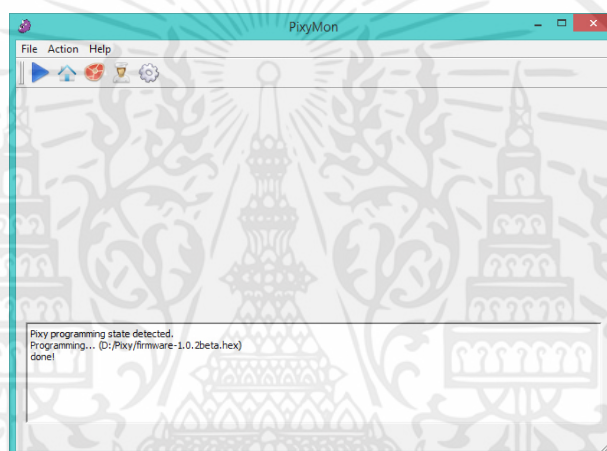 PixyMon
File Action Help
Pixy programming state detected.
Programming... (D:/Pixy/firmware-1.0.2beta.hex)
done!